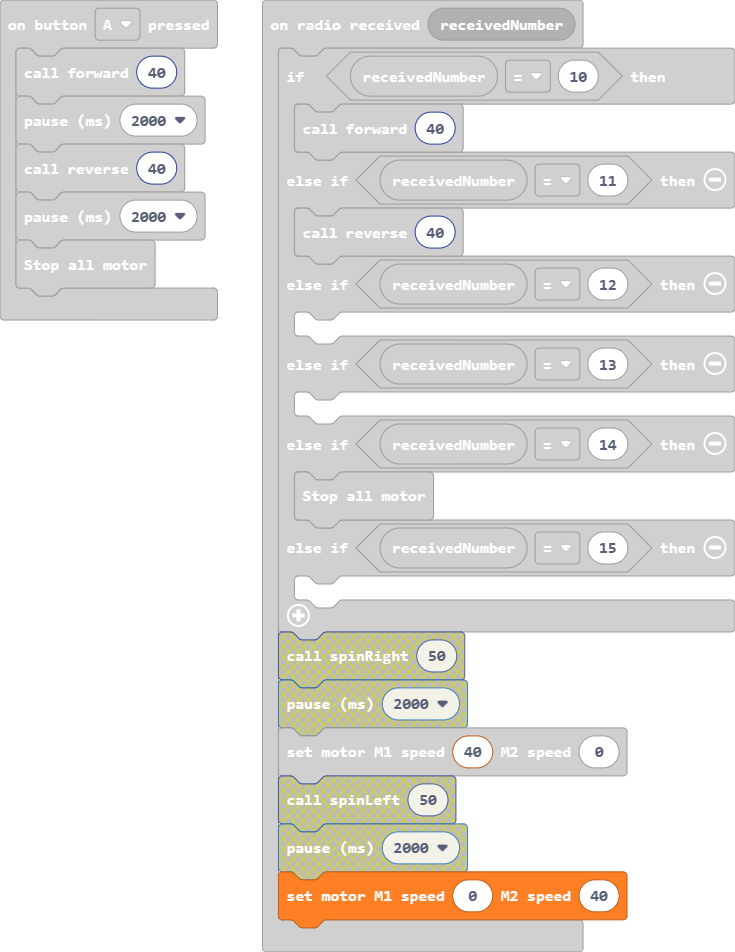 on button A pressed
call forward 40
pause (ms) 2000
call reverse 40
pause (ms) 2000
Stop all motor
on radio received receivedNumber
if receivedNumber = 10 then
call forward 40
else if receivedNumber = 11 then
call reverse 40
else if receivedNumber = 12 then
else if receivedNumber = 13 then
else if receivedNumber = 14 then
Stop all motor
else if receivedNumber = 15 then
call spinRight 50
pause (ms) 2000
set motor M1 speed 40 M2 speed 0
call spinLeft 50
pause (ms) 2000
set motor M1 speed 0 M2 speed 40